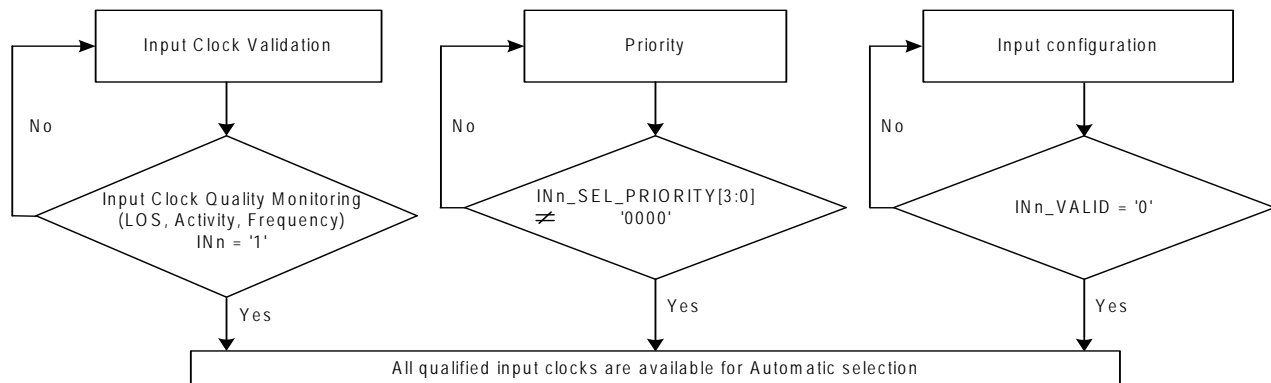 Input Clock Validation
No
Input Clock Quality Monitoring
(LOS, Activity, Frequency)
INn = '1'
Yes
Priority
No
INn_SEL_PRIORITY[3:0]
≠ '0000'
Yes
Input configuration
No
INn_VALID = '0'
Yes
All qualified input clocks are available for Automatic selection